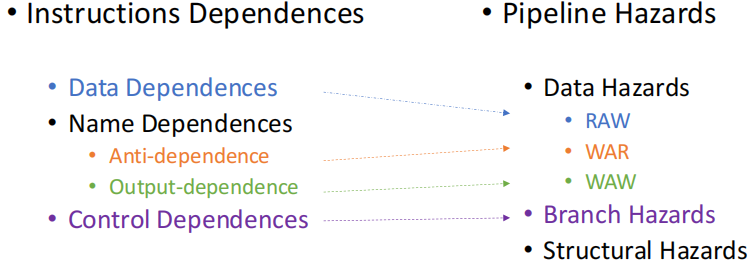 • Instructions Dependences
• Data Dependences
• Name Dependences
• Anti-dependence
• Output-dependence
• Control Dependences
• Pipeline Hazards
• Data Hazards
• RAW
• WAR
• WAW
• Branch Hazards
• Structural Hazards